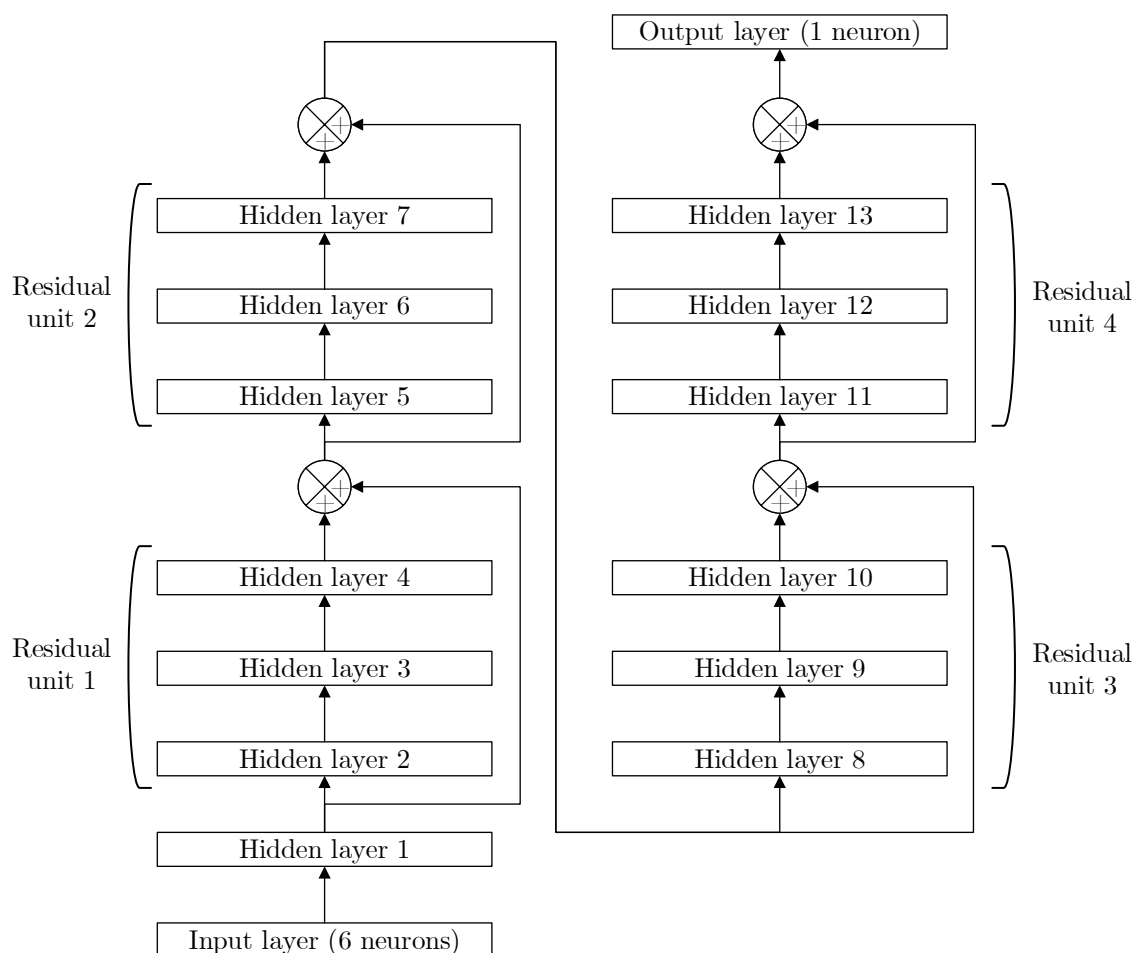 Output layer (1 neuron)
+
+
Hidden layer 7
Hidden layer 6
Hidden layer 5
Residual
unit 2
+
+
Hidden layer 4
Hidden layer 3
Hidden layer 2
Residual
unit 1
Hidden layer 1
Input layer (6 neurons)
+
+
Hidden layer 13
Hidden layer 12
Hidden layer 11
Residual
unit 4
+
+
Hidden layer 10
Hidden layer 9
Hidden layer 8
Residual
unit 3